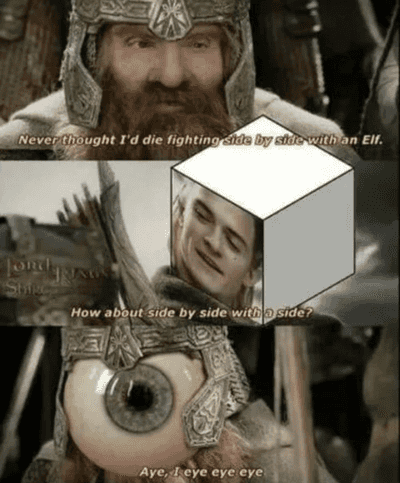 Never thought I'd die fighting side by side with an Elf.
How about side by side with a side?
Aye, I eye eye eye